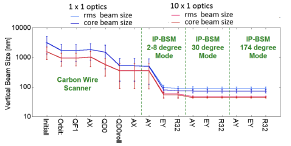 1 x 1 optics
10 x 1 optics
rms beam size
core beam size
rms beam size
core beam size
Vertical Beam Size [nm]
10000
1000
100
10
1
Carbon Wire
Scanner
IP-BSM
2-8 degree
Mode
IP-BSM
30 degree
Mode
IP-BSM
174 degree
Mode
Initial
Orbit
QF1
AX
QD0
QD0roll
AX
AY
EY
R32
AY
EY
R32
AY
EY
R32